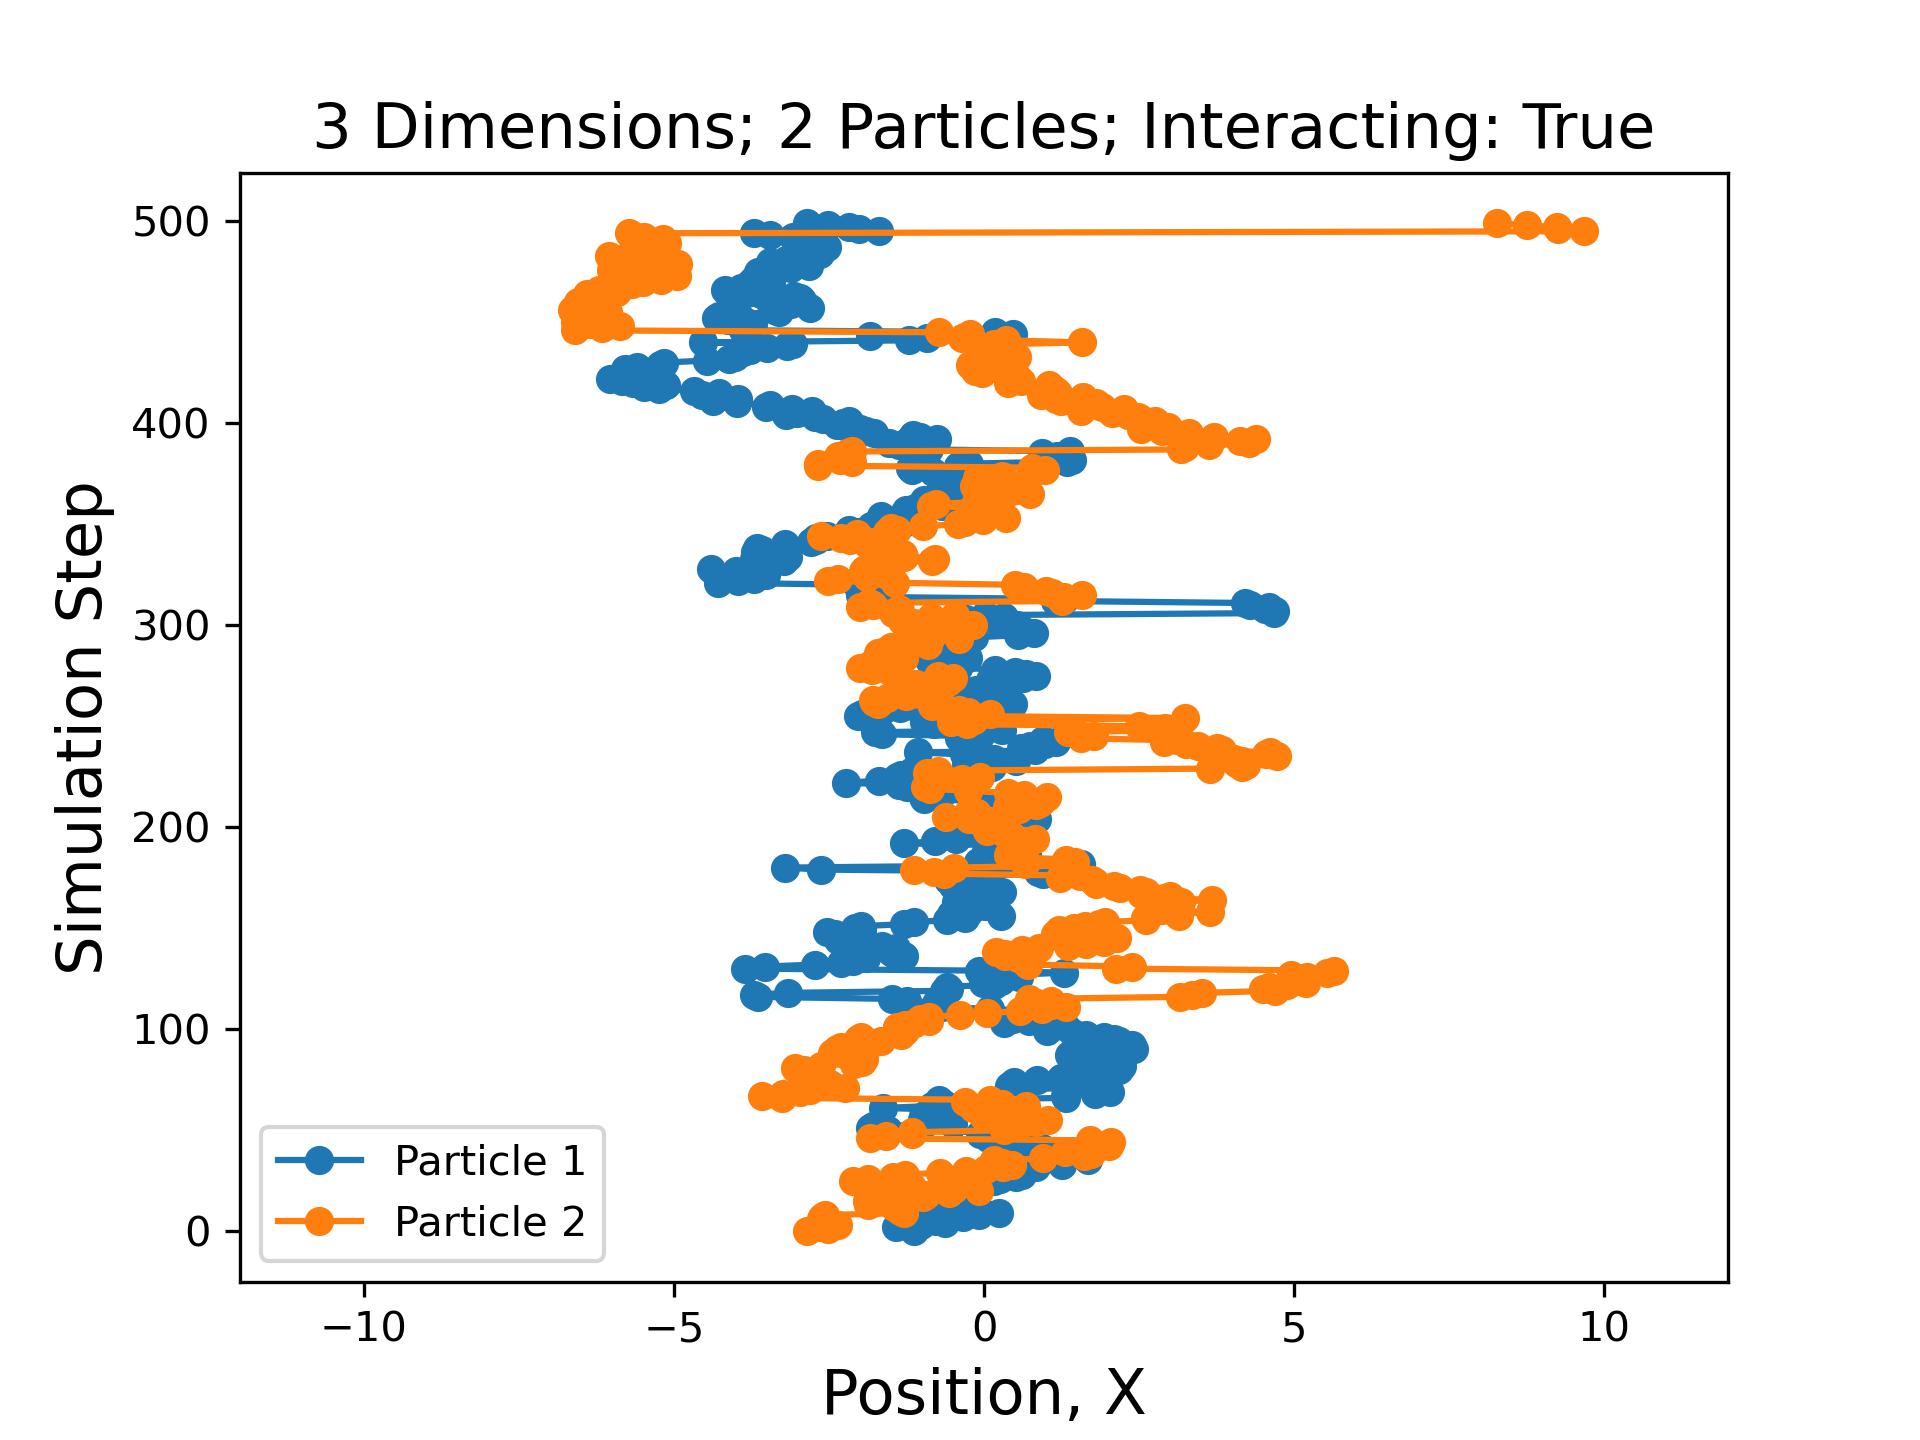 3 Dimensions; 2 Particles; Interacting: True
Simulation Step
500
400
300
200
100
0
Particle 1
Particle 2
−10
−5
0
5
10
Position, X